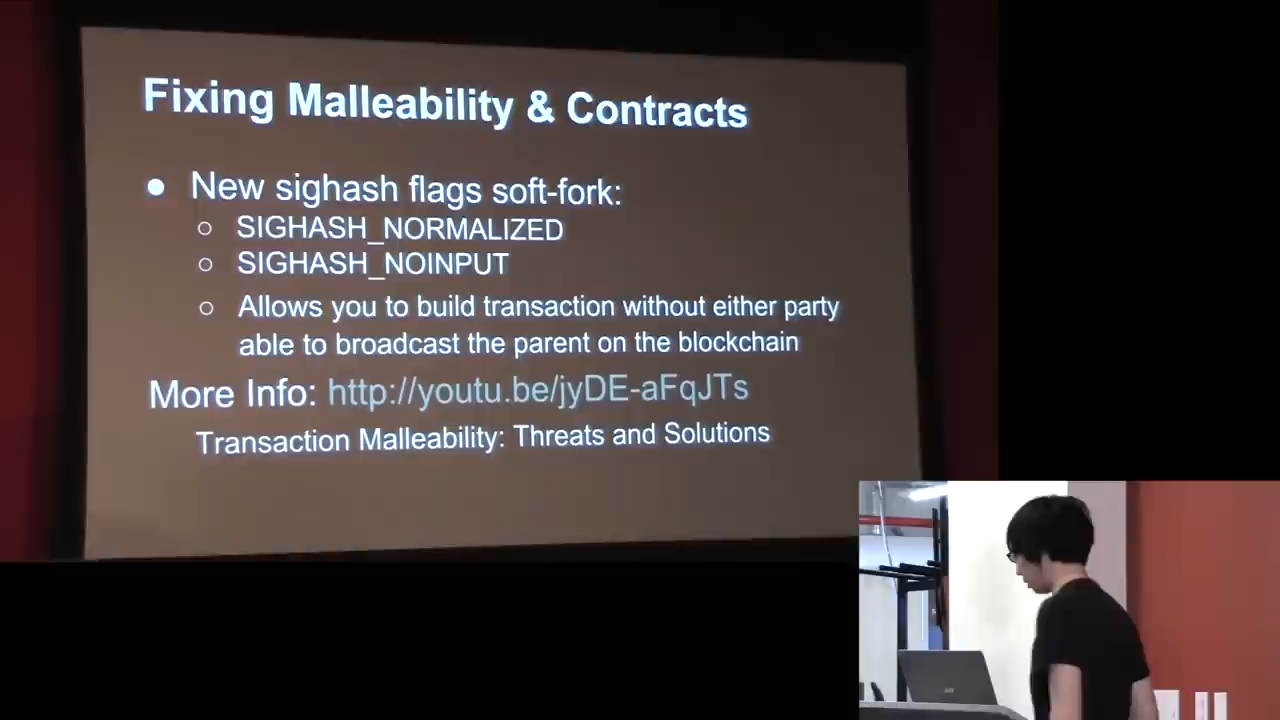 Fixing Malleability & Contracts
● New sighash flags soft-fork:
○ SIGHASH_NORMALIZED
○ SIGHASH_NOINPUT
○ Allows you to build transaction without either party
able to broadcast the parent on the blockchain
More Info: http://youtu.be/jyDE-aFqJTs
Transaction Malleability: Threats and Solutions